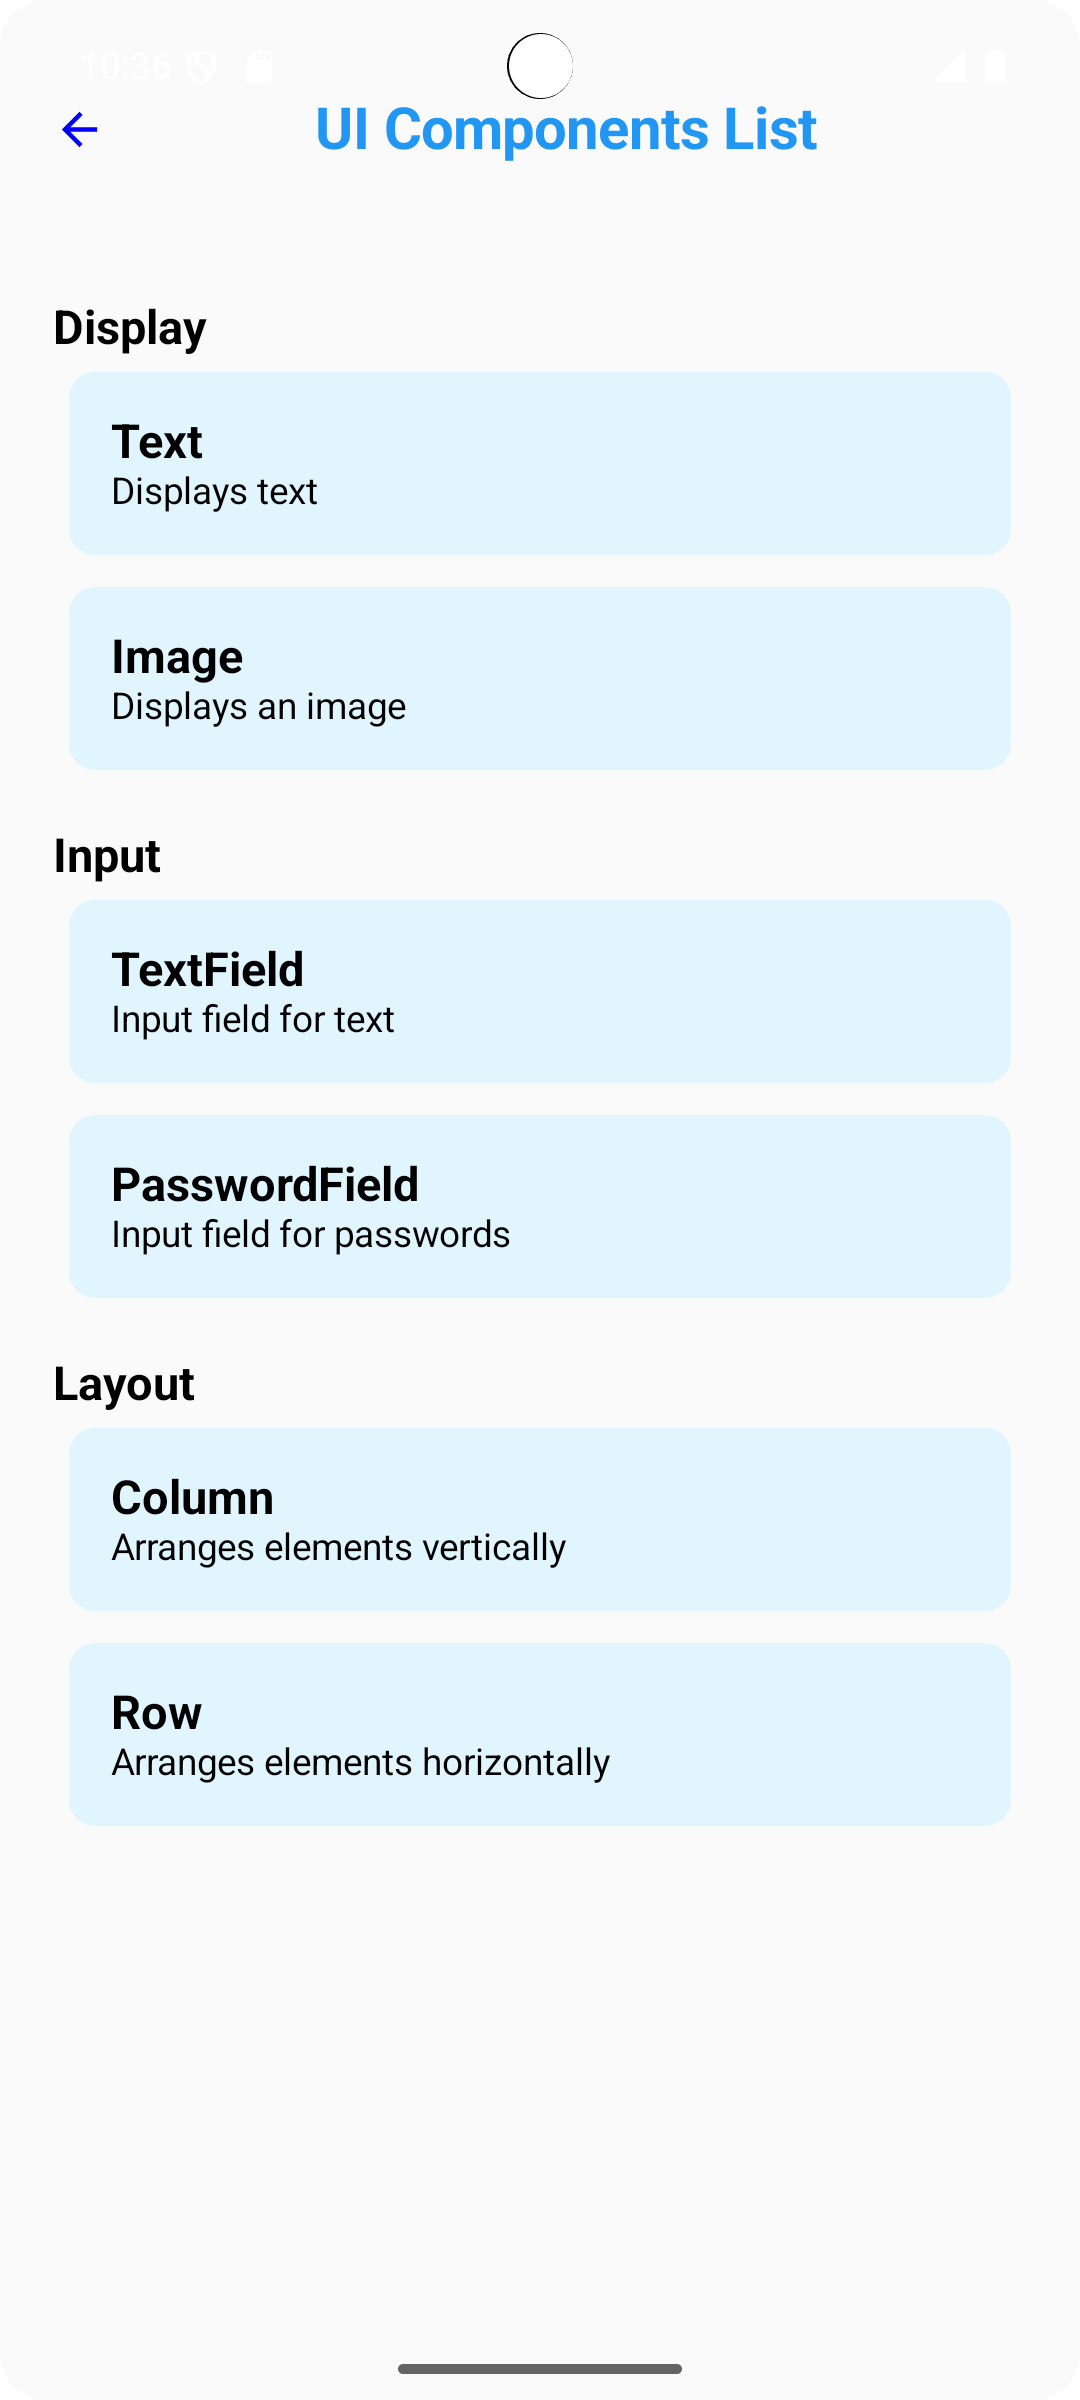 10:36
UI Components List
Display
Text
Displays text
Image
Displays an image
Input
TextField
Input field for text
PasswordField
Input field for passwords
Layout
Column
Arranges elements vertically
Row
Arranges elements horizontally